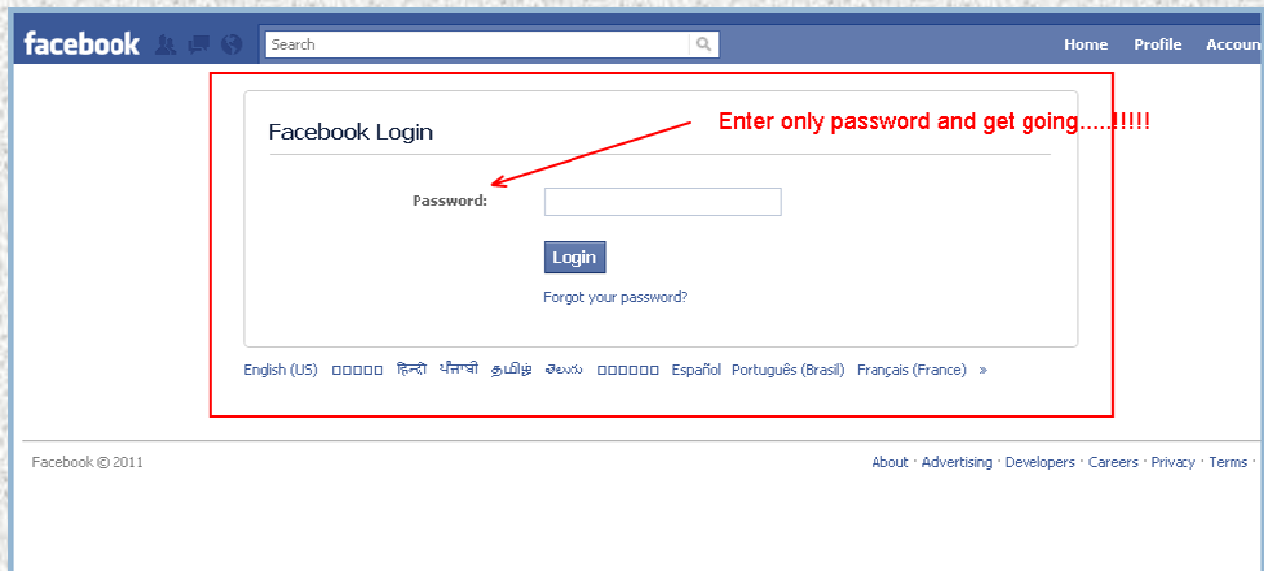 facebook Search Home Profile Accoun
Facebook Login
Enter only password and get going.....!!!!!
Password:
Login
Forgot your password?
English (US) □□□□□ हिन्दी ਪੰਜਾਬੀ தமிழ் తెలుగు □□□□□□ Español Português (Brasil) Français (France) »
Facebook © 2011 About · Advertising · Developers · Careers · Privacy · Terms ·